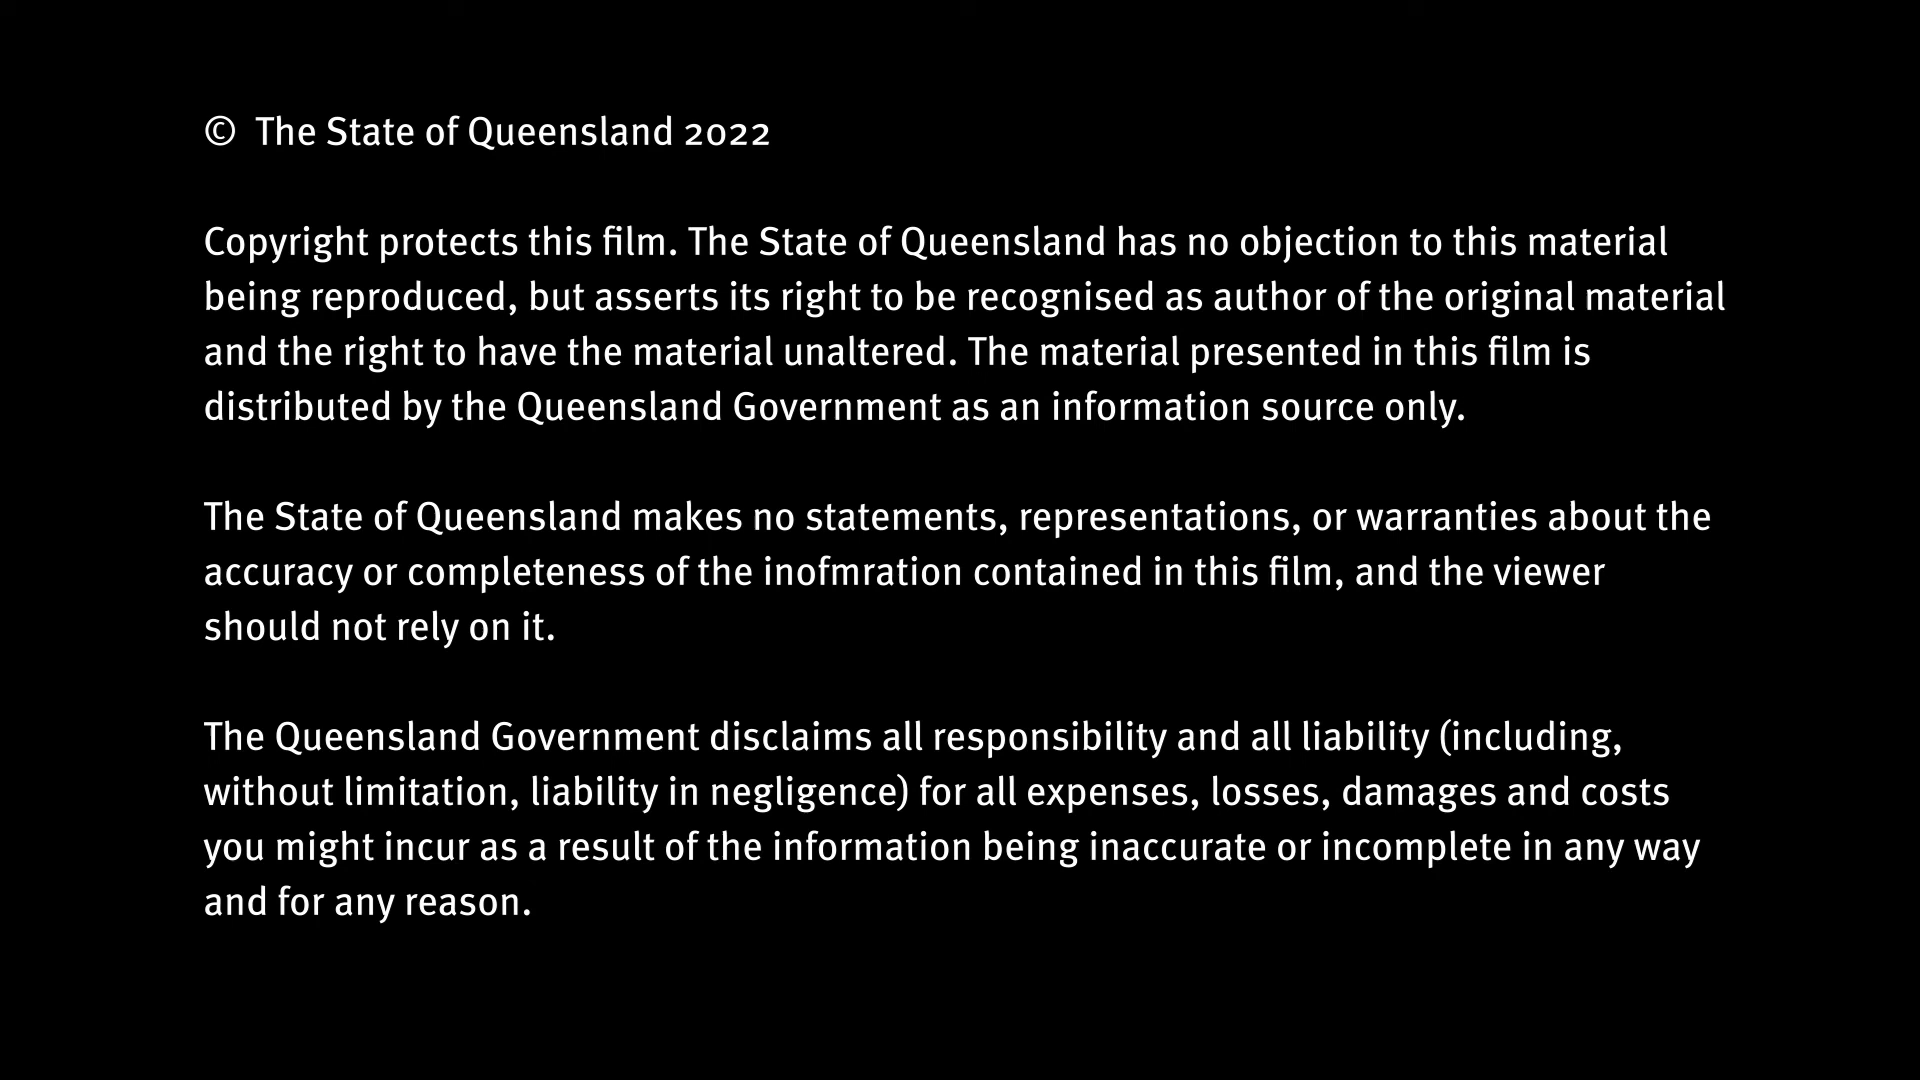 © The State of Queensland 2022
Copyright protects this film. The State of Queensland has no objection to this material
being reproduced, but asserts its right to be recognised as author of the original material
and the right to have the material unaltered. The material presented in this film is
distributed by the Queensland Government as an information source only.
The State of Queensland makes no statements, representations, or warranties about the
accuracy or completeness of the inofmration contained in this film, and the viewer
should not rely on it.
The Queensland Government disclaims all responsibility and all liability (including,
without limitation, liability in negligence) for all expenses, losses, damages and costs
you might incur as a result of the information being inaccurate or incomplete in any way
and for any reason.